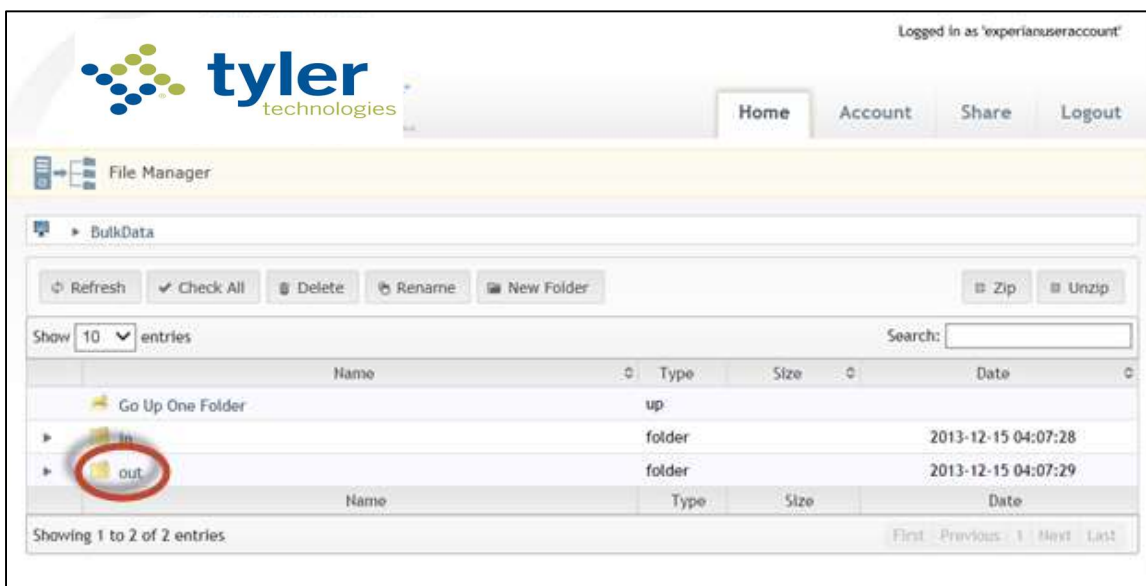 Logged in as 'experianuseraccount'
tyler
technologies
Home Account Share Logout
File Manager
BulkData
Refresh Check All Delete Rename New Folder Zip Unzip
Show 10 entries Search:
Name Type Size Date
Go Up One Folder up
in folder 2013-12-15 04:07:28
out folder 2013-12-15 04:07:29
Name Type Size Date
Showing 1 to 2 of 2 entries First Previous 1 Next Last